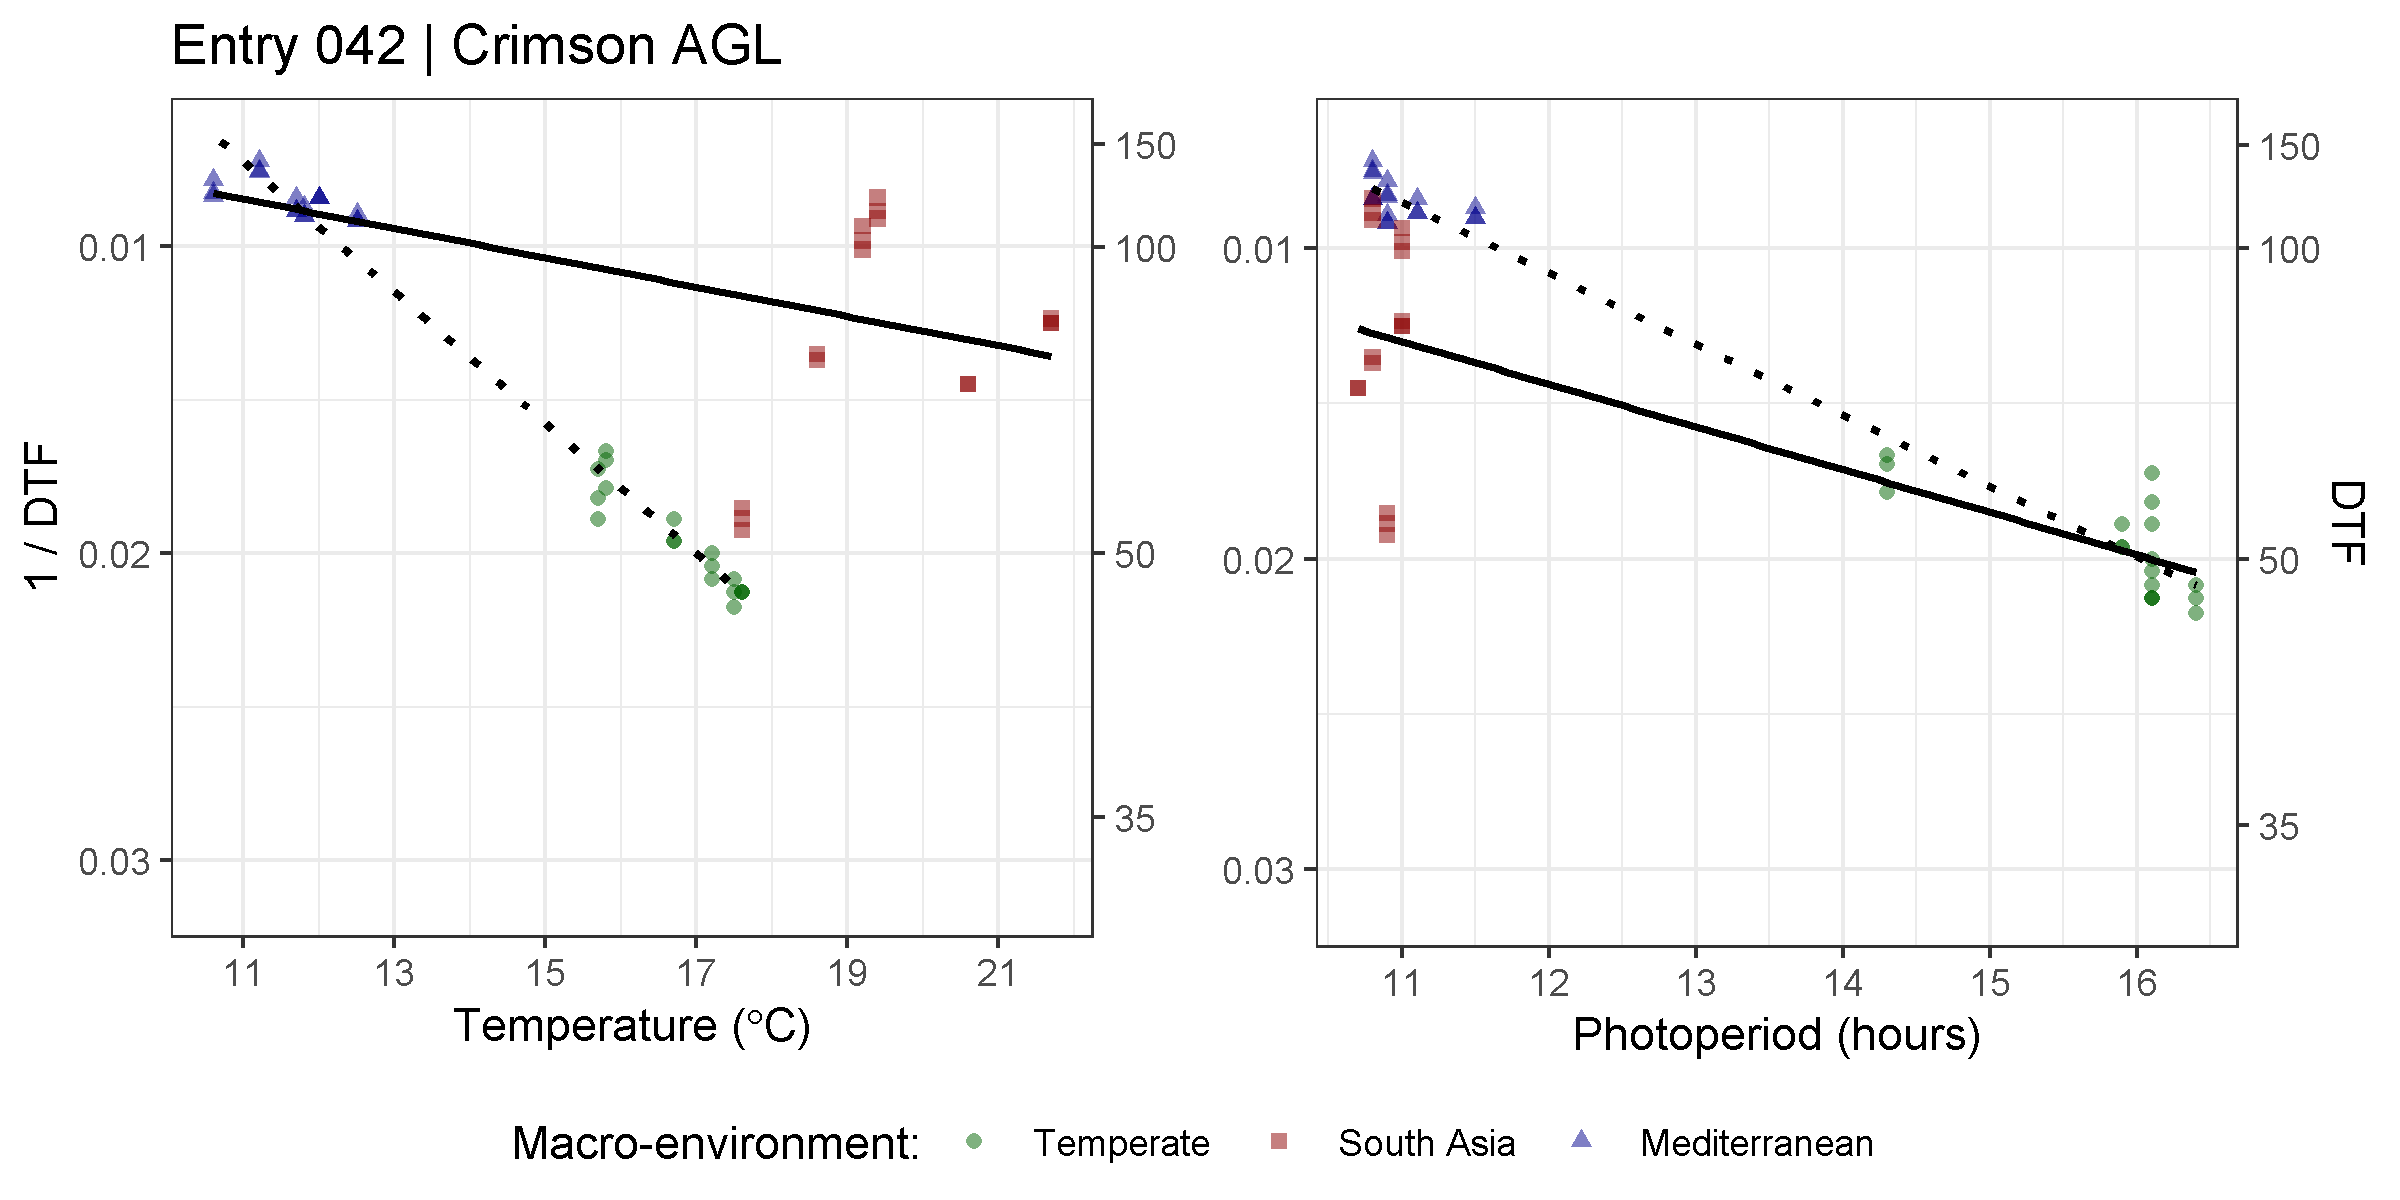 Entry 042 | Crimson AGL
1 / DTF
0.01
0.02
0.03
150
100
50
35
11 13 15 17 19 21
Temperature (°C)
0.01
0.02
0.03
150
100
50
35
DTF
11 12 13 14 15 16
Photoperiod (hours)
Macro-environment: Temperate South Asia Mediterranean